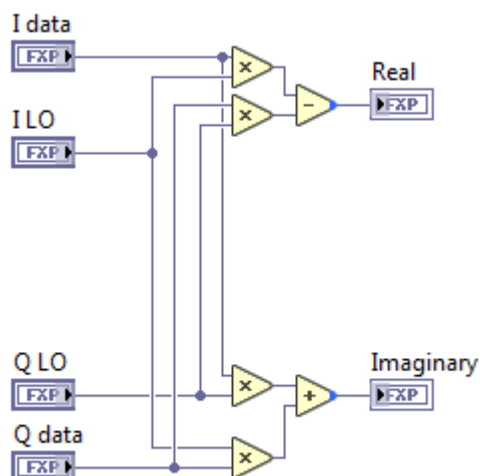 I data
FXP
×
Real
−
FXP
×
I LO
FXP
Q LO
Imaginary
×
FXP
+
FXP
Q data
×
FXP